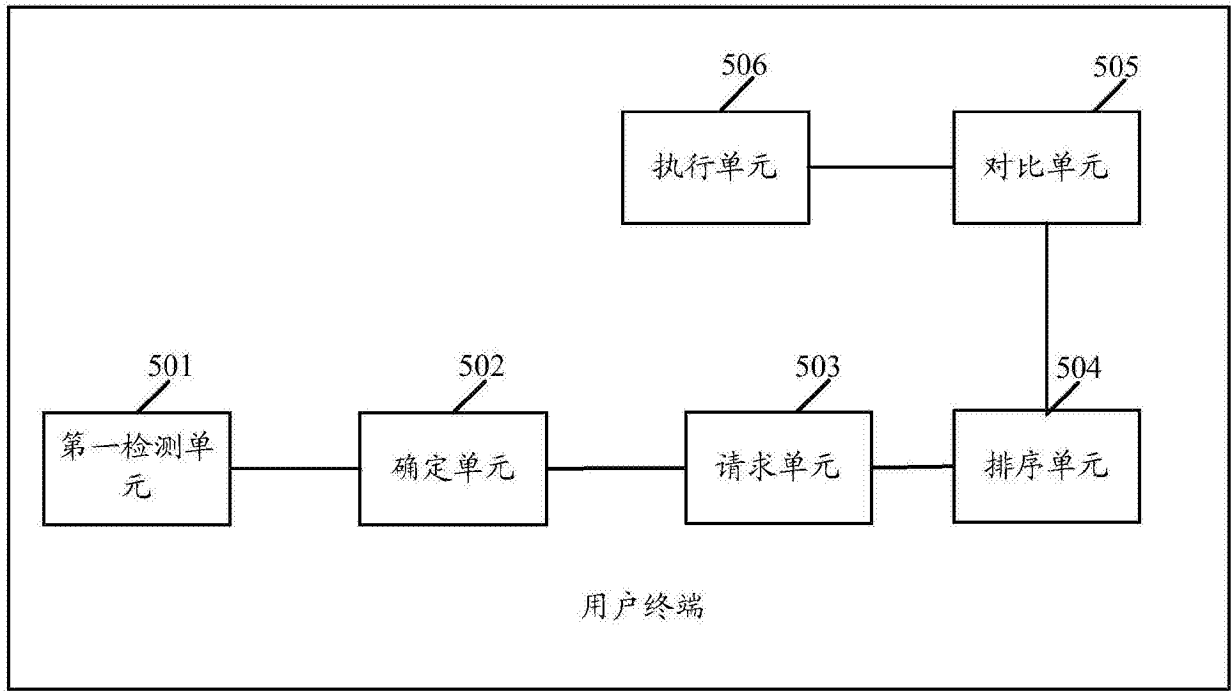 506
505
执行单元
对比单元
501
502
503
504
第一检测单
元
确定单元
请求单元
排序单元
用户终端